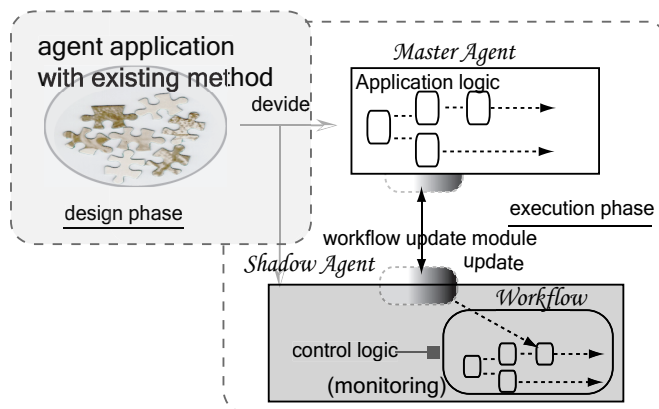 agent application
with existing method
devide
design phase
Master Agent
Application logic
execution phase
workflow update module
update
Shadow Agent
Workflow
control logic
(monitoring)